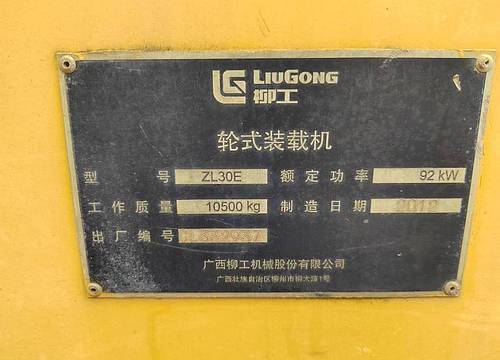 LG LIUGONG
柳工
轮式装载机
型号 ZL30E 额定功率 92 kW
工作质量 10500 kg 制造日期 2012
出厂编号
广西柳工机械股份有限公司
广西壮族自治区柳州市柳太路1号